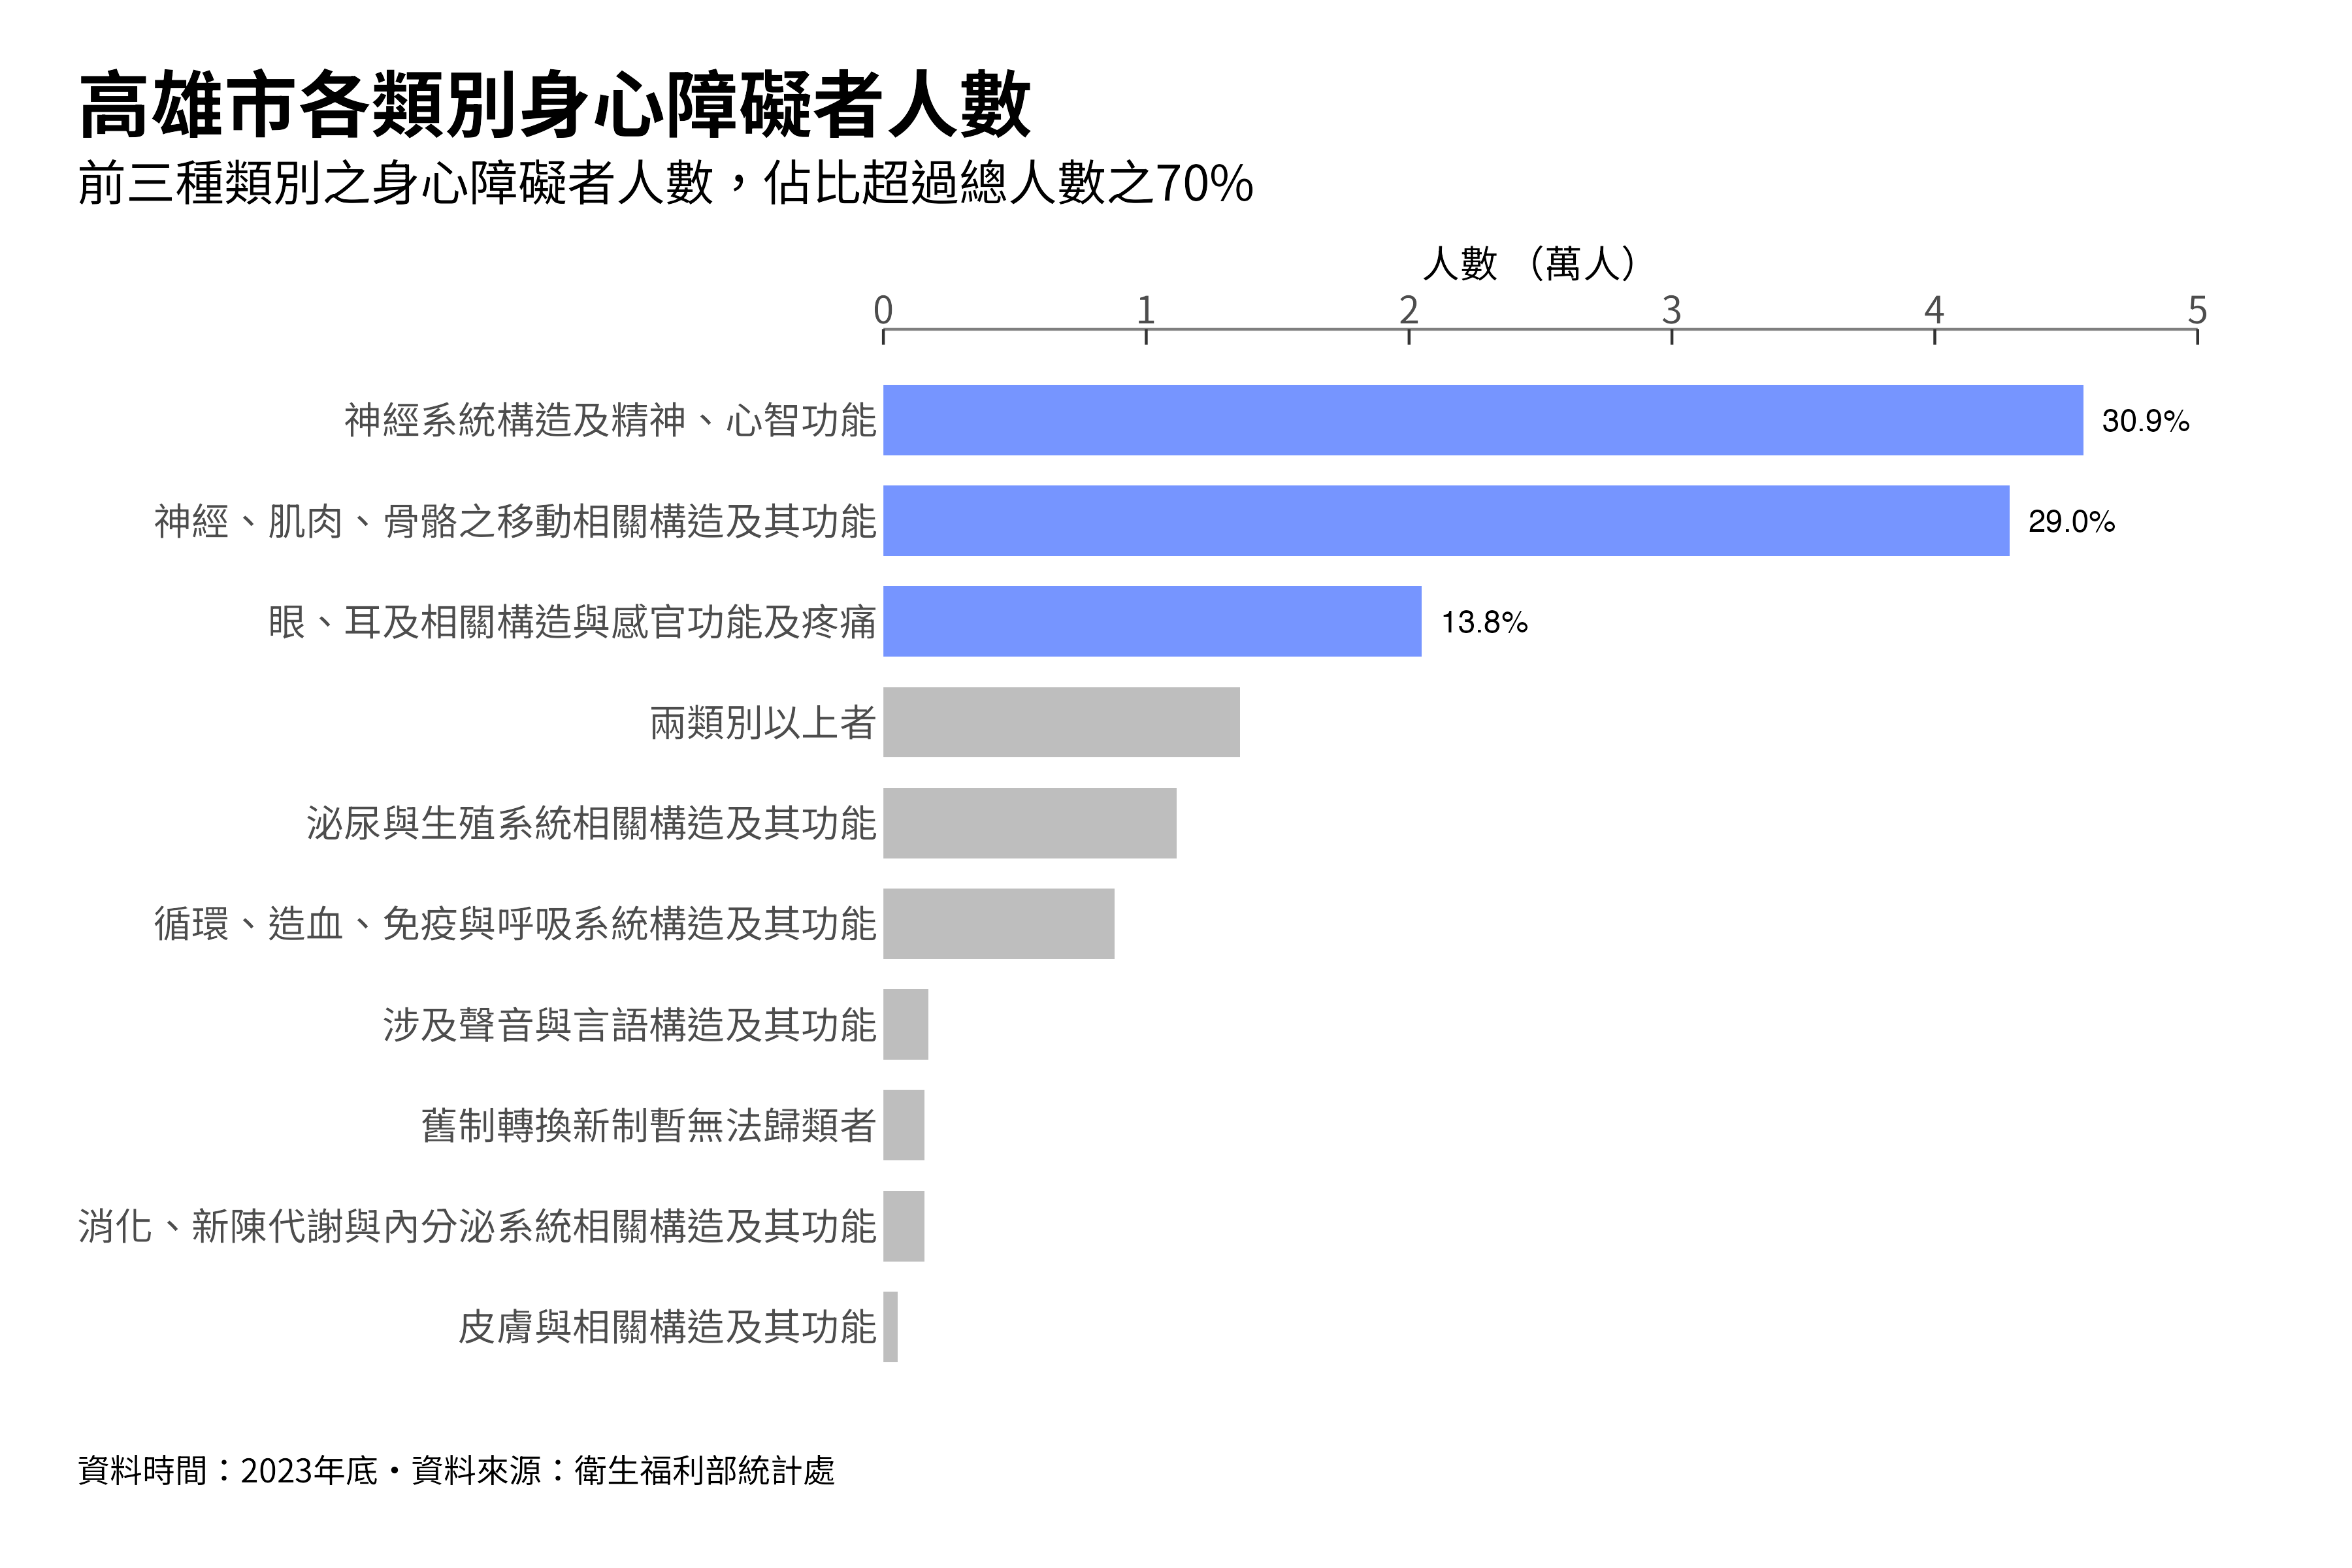 高雄市各類別身心障礙者人數
前三種類別之身心障礙者人數，佔比超過總人數之70%
人數 （萬人）
0 1 2 3 4 5
神經系統構造及精神、心智功能 30.9%
神經、肌肉、骨骼之移動相關構造及其功能 29.0%
眼、耳及相關構造與感官功能及疼痛 13.8%
兩類別以上者
泌尿與生殖系統相關構造及其功能
循環、造血、免疫與呼吸系統構造及其功能
涉及聲音與言語構造及其功能
舊制轉換新制暫無法歸類者
消化、新陳代謝與內分泌系統相關構造及其功能
皮膚與相關構造及其功能
資料時間：2023年底・資料來源：衛生福利部統計處